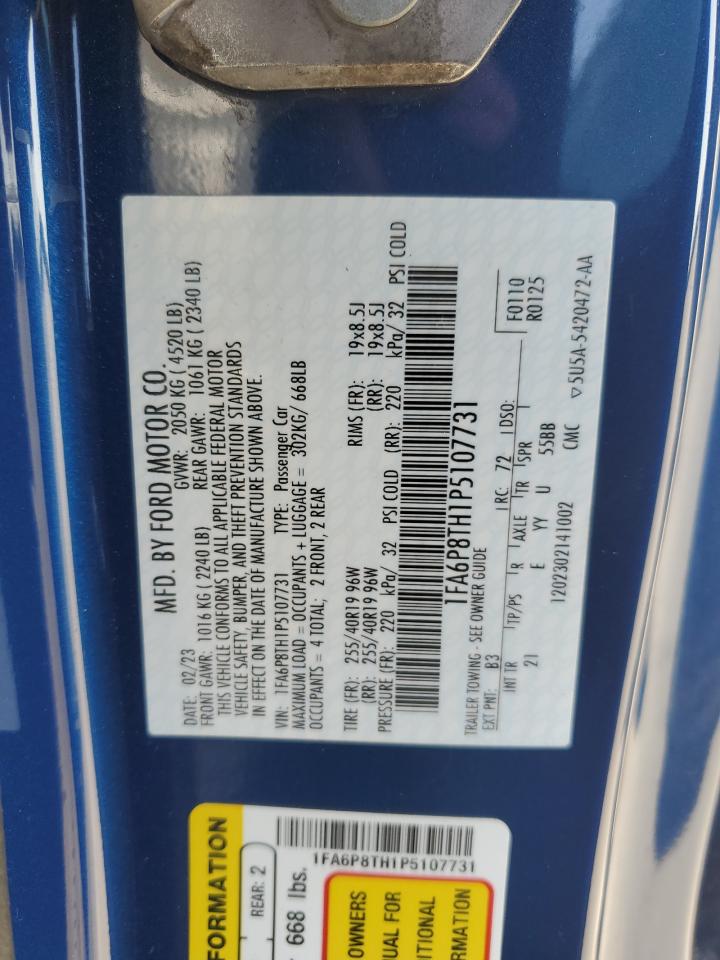 MFD. BY FORD MOTOR CO.
DATE: 02/23 GVWR: 2050 KG ( 4520 LB)
FRONT GAWR: 1016 KG (2240 LB) REAR GAWR: 1061 KG ( 2340 LB)
THIS VEHICLE CONFORMS TO ALL APPLICABLE FEDERAL MOTOR
VEHICLE SAFETY, BUMPER, AND THEFT PREVENTION STANDARDS
IN EFFECT ON THE DATE OF MANUFACTURE SHOWN ABOVE.
VIN: 1FA6P8TH1P5107731 TYPE: Passenger Car
MAXIMUM LOAD = OCCUPANTS + LUGGAGE = 302KG/ 668LB
OCCUPANTS = 4 TOTAL: 2 FRONT, 2 REAR
TIRE (FR): 255/40R19 96W RIMS (FR): 19x8.5J
(RR): 255/40R19 96W (RR): 19x8.5J
PRESSURE (FR): 220 kPa/ 32 PSI COLD (RR): 220 kPa/ 32 PSI COLD
1FA6P8TH1P5107731
TRAILER TOWING - SEE OWNER GUIDE
EXT PNT: B3 RC: 72 DSO: F0110
R0125
INT TR TP/PS R AXLE TR SPR
21 E YY U 55BB
12023021411002 CMC ▽5U5A-5420472-AA
FORMATION
REAR: 2
1FA6P8TH1P5107731
668 lbs.
OWNERS
UAL FOR
ITIONAL
RMATION